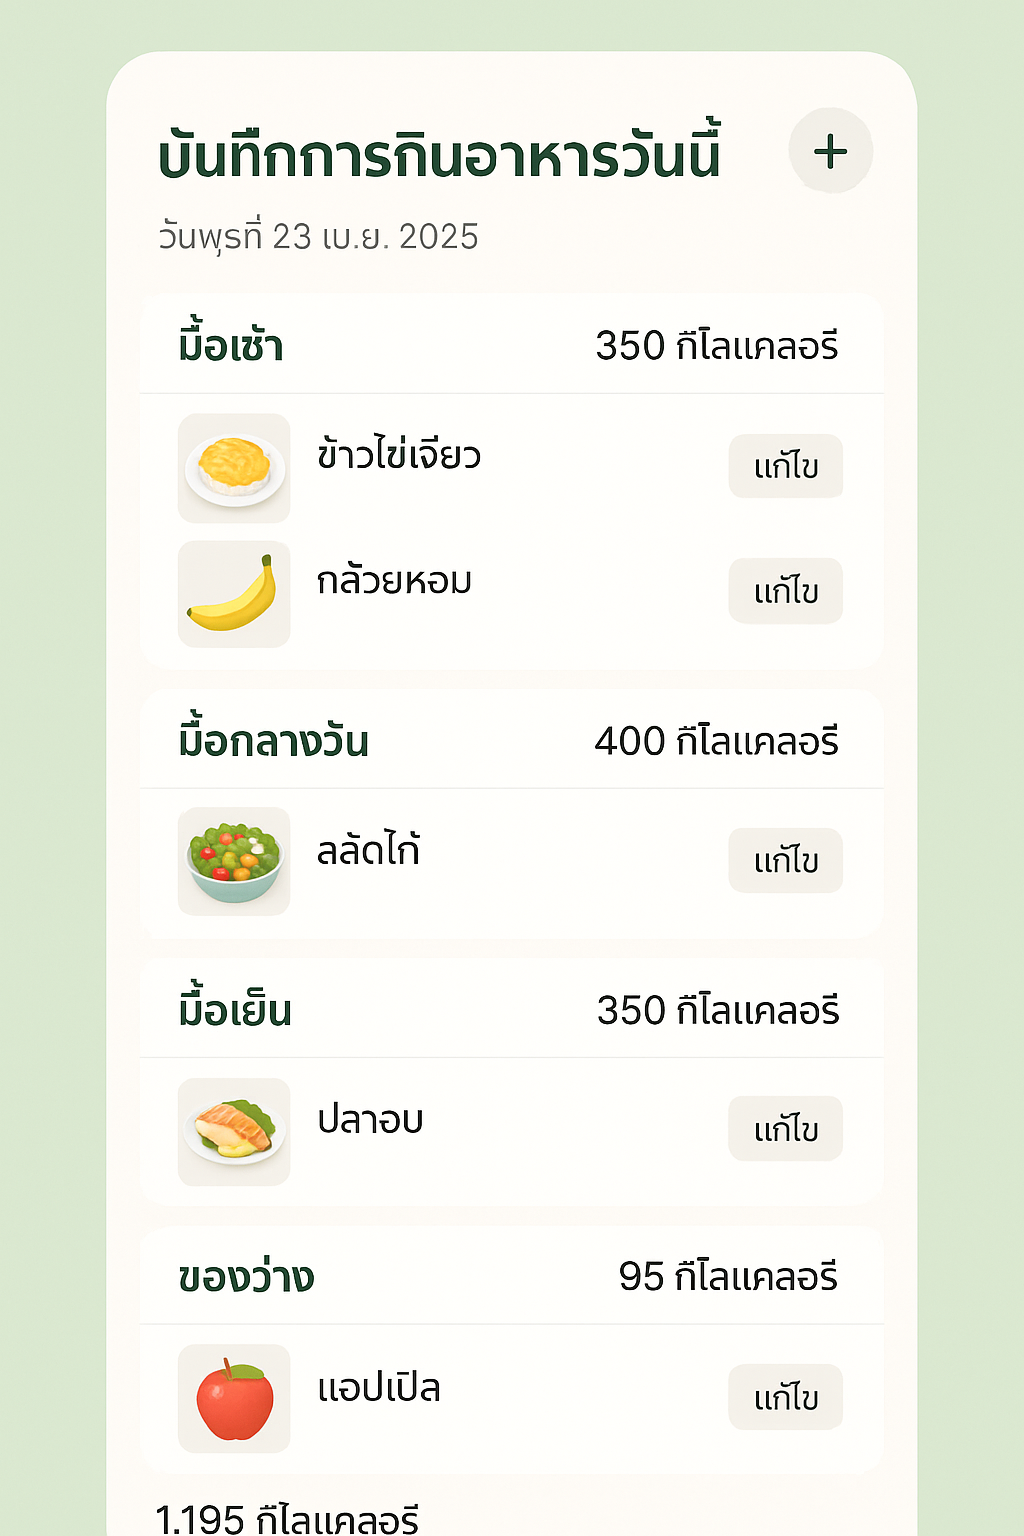 บันทึกการกินอาหารวันนี้
+
วันพุธที่ 23 เม.ย. 2025
มื้อเช้า 350 กิโลแคลอรี
ข้าวไข่เจียว แก้ไข
กล้วยหอม แก้ไข
มื้อกลางวัน 400 กิโลแคลอรี
ลลัดไก้ แก้ไข
มื้อเย็น 350 กิโลแคลอรี
ปลาอบ แก้ไข
ของว่าง 95 กิโลแคลอรี
แอปเปิล แก้ไข
1.195 กิโลแคลอรี